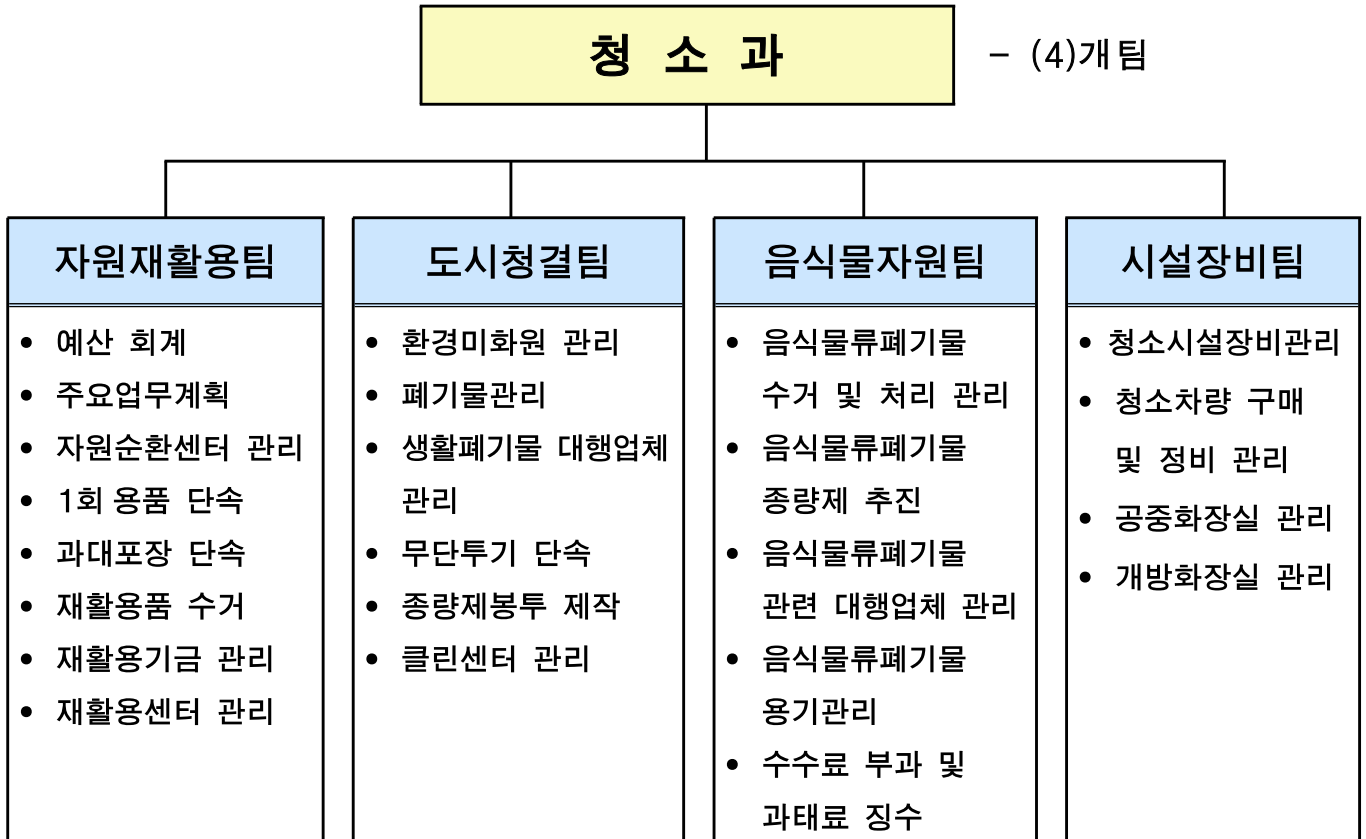 청 소 과
- (4)개팀
자원재활용팀
• 예산 회계
• 주요업무계획
• 자원순환센터 관리
• 1회 용품 단속
• 과대포장 단속
• 재활용품 수거
• 재활용기금 관리
• 재활용센터 관리
도시청결팀
• 환경미화원 관리
• 폐기물관리
• 생활폐기물 대행업체
관리
• 무단투기 단속
• 종량제봉투 제작
• 클린센터 관리
음식물자원팀
• 음식물류폐기물
수거 및 처리 관리
• 음식물류폐기물
종량제 추진
• 음식물류폐기물
관련 대행업체 관리
• 음식물류폐기물
용기관리
• 수수료 부과 및
과태료 징수
시설장비팀
• 청소시설장비관리
• 청소차량 구매
및 정비 관리
• 공중화장실 관리
• 개방화장실 관리